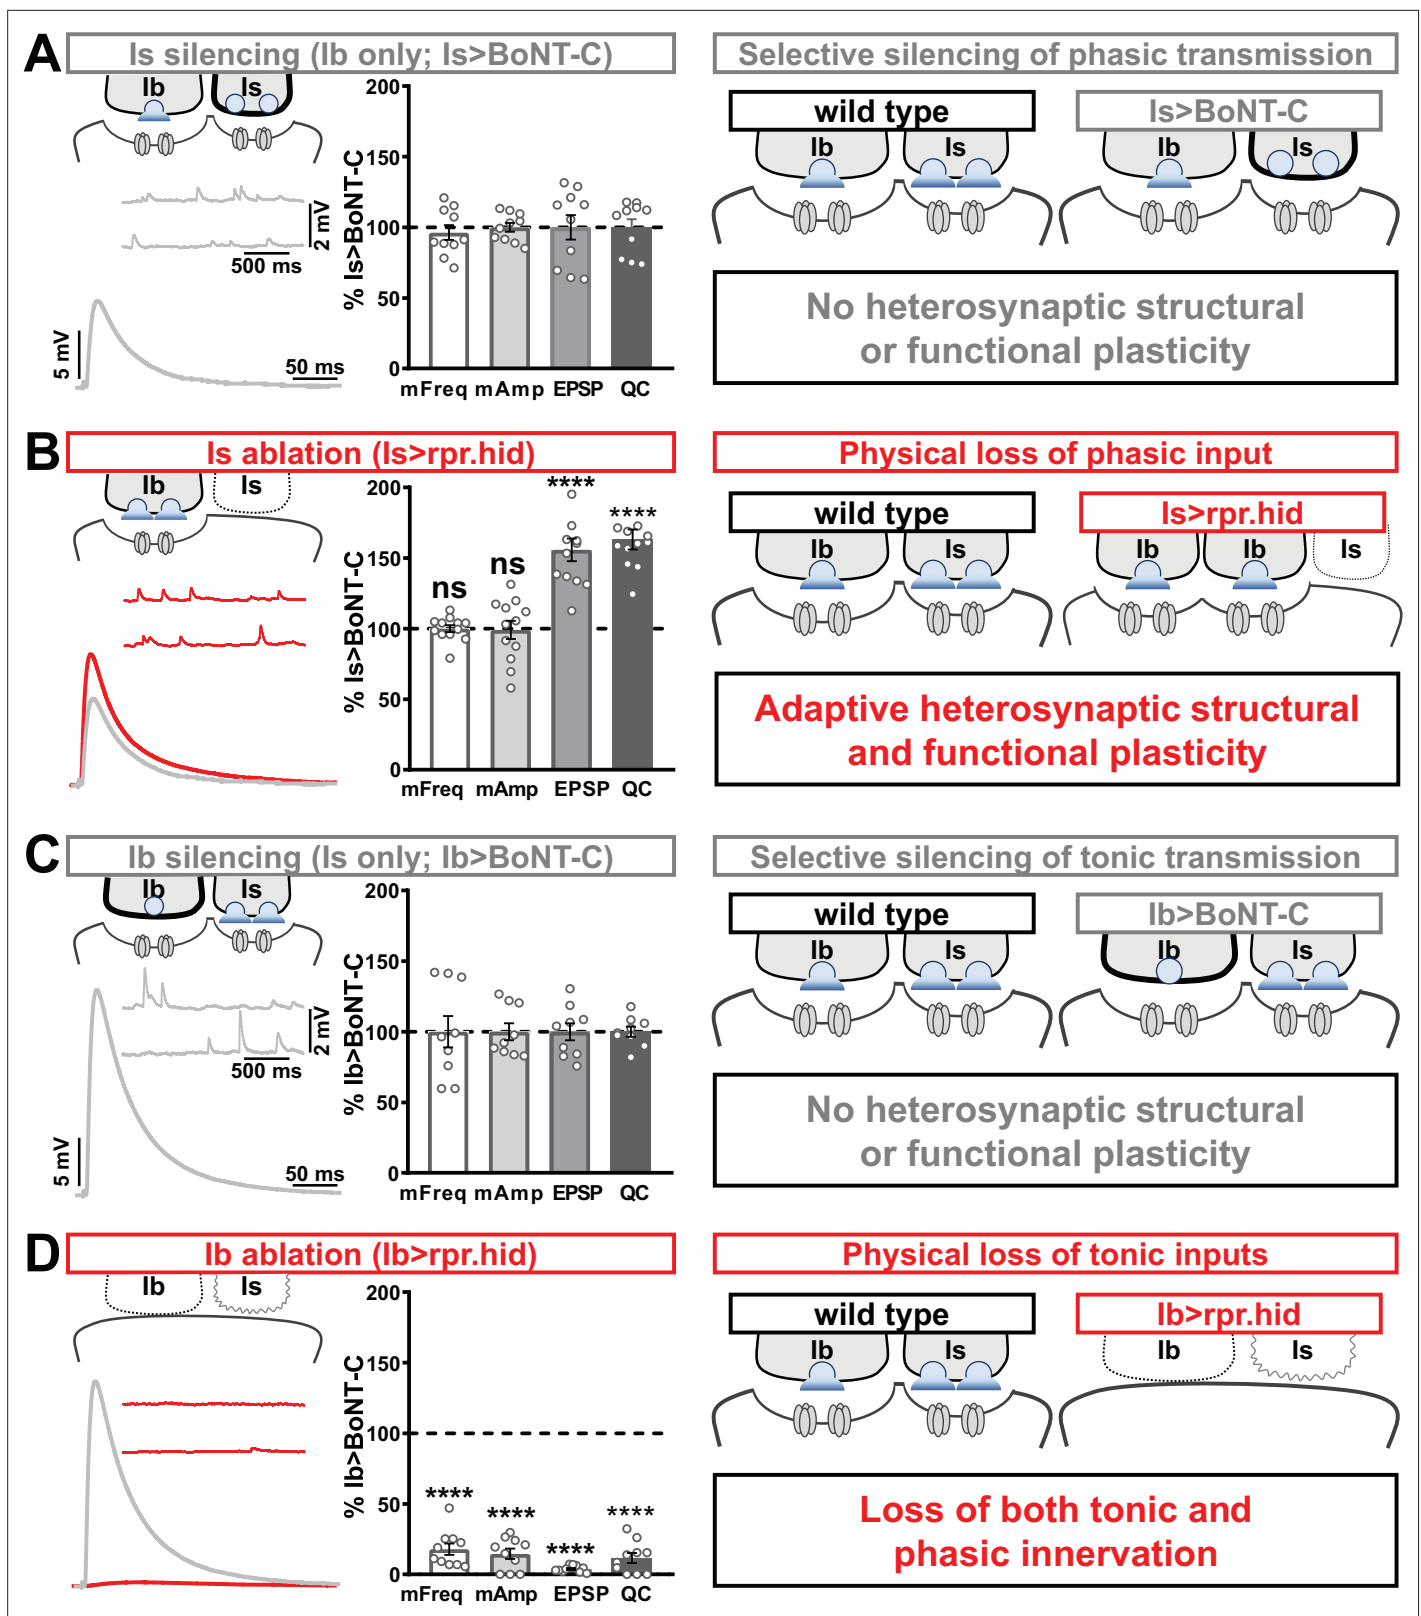 A
Is silencing (Ib only; Is>BoNT-C)
Ib
Is
2 mV
500 ms
5 mV
50 ms
% Is>BoNT-C
200
150
100
50
0
mFreq mAmp EPSP QC
Selective silencing of phasic transmission
wild type
Is>BoNT-C
Ib
Is
Ib
Is
No heterosynaptic structural
or functional plasticity
B
Is ablation (Is>rpr.hid)
Ib
Is
% Is>BoNT-C
200
150
100
50
0
ns
ns
****
****
mFreq mAmp EPSP QC
Physical loss of phasic input
wild type
Is>rpr.hid
Ib
Is
Ib
Ib
Is
Adaptive heterosynaptic structural
and functional plasticity
C
Ib silencing (Is only; Ib>BoNT-C)
Ib
Is
2 mV
500 ms
5 mV
50 ms
% Ib>BoNT-C
200
150
100
50
0
mFreq mAmp EPSP QC
Selective silencing of tonic transmission
wild type
Ib>BoNT-C
Ib
Is
Ib
Is
No heterosynaptic structural
or functional plasticity
D
Ib ablation (Ib>rpr.hid)
Ib
Is
% Ib>BoNT-C
200
150
100
50
0
****
****
****
****
mFreq mAmp EPSP QC
Physical loss of tonic inputs
wild type
Ib>rpr.hid
Ib
Is
Ib
Is
Loss of both tonic and
phasic innervation